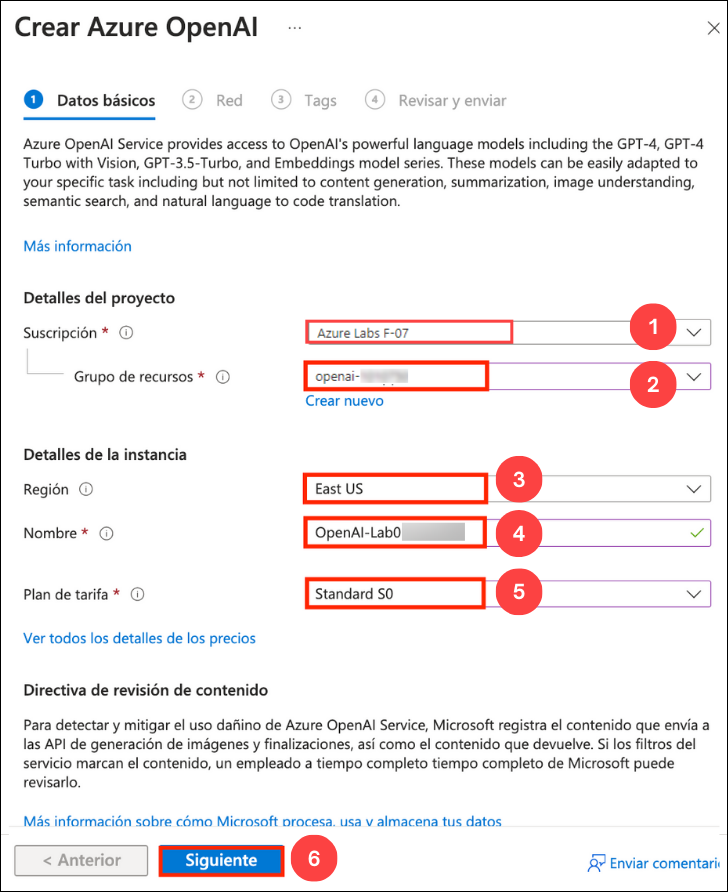 Crear Azure OpenAI ...
1 Datos básicos 2 Red 3 Tags 4 Revisar y enviar
Azure OpenAI Service provides access to OpenAI's powerful language models including the GPT-4, GPT-4
Turbo with Vision, GPT-3.5-Turbo, and Embeddings model series. These models can be easily adapted to
your specific task including but not limited to content generation, summarization, image understanding,
semantic search, and natural language to code translation.
Más información
Detalles del proyecto
Suscripción * Azure Labs F-07 1
Grupo de recursos * openai- 2
Crear nuevo
Detalles de la instancia
Región East US 3
Nombre * OpenAI-Lab0 4
Plan de tarifa * Standard S0 5
Ver todos los detalles de los precios
Directiva de revisión de contenido
Para detectar y mitigar el uso dañino de Azure OpenAI Service, Microsoft registra el contenido que envía a
las API de generación de imágenes y finalizaciones, así como el contenido que devuelve. Si los filtros del
servicio marcan el contenido, un empleado a tiempo completo tiempo completo de Microsoft puede
revisarlo.
Más información sobre cómo Microsoft procesa, usa y almacena tus datos
< Anterior Siguiente 6 Enviar comentari